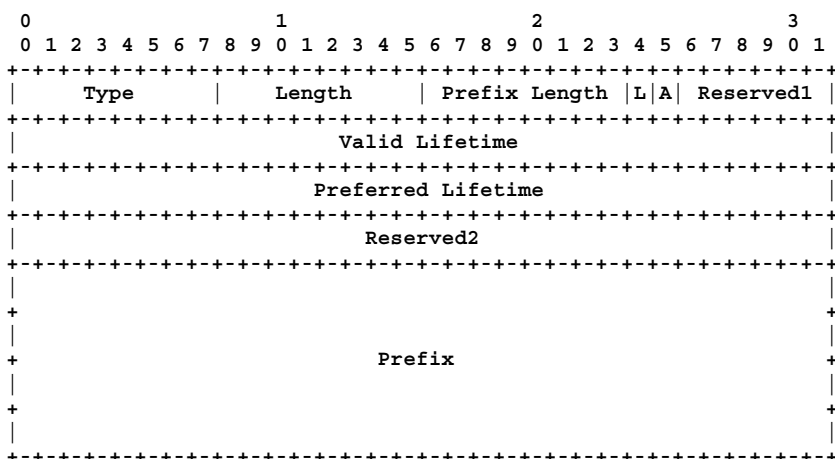 0                   1                   2                   3
 0 1 2 3 4 5 6 7 8 9 0 1 2 3 4 5 6 7 8 9 0 1 2 3 4 5 6 7 8 9 0 1
+-+-+-+-+-+-+-+-+-+-+-+-+-+-+-+-+-+-+-+-+-+-+-+-+-+-+-+-+-+-+-+-+
|     Type      |    Length     | Prefix Length |L|A| Reserved1 |
+-+-+-+-+-+-+-+-+-+-+-+-+-+-+-+-+-+-+-+-+-+-+-+-+-+-+-+-+-+-+-+-+
|                         Valid Lifetime                        |
+-+-+-+-+-+-+-+-+-+-+-+-+-+-+-+-+-+-+-+-+-+-+-+-+-+-+-+-+-+-+-+-+
|                       Preferred Lifetime                      |
+-+-+-+-+-+-+-+-+-+-+-+-+-+-+-+-+-+-+-+-+-+-+-+-+-+-+-+-+-+-+-+-+
|                           Reserved2                           |
+-+-+-+-+-+-+-+-+-+-+-+-+-+-+-+-+-+-+-+-+-+-+-+-+-+-+-+-+-+-+-+-+
|                                                               |
+                                                               +
|                                                               |
+                            Prefix                             +
|                                                               |
+                                                               +
|                                                               |
+-+-+-+-+-+-+-+-+-+-+-+-+-+-+-+-+-+-+-+-+-+-+-+-+-+-+-+-+-+-+-+-+